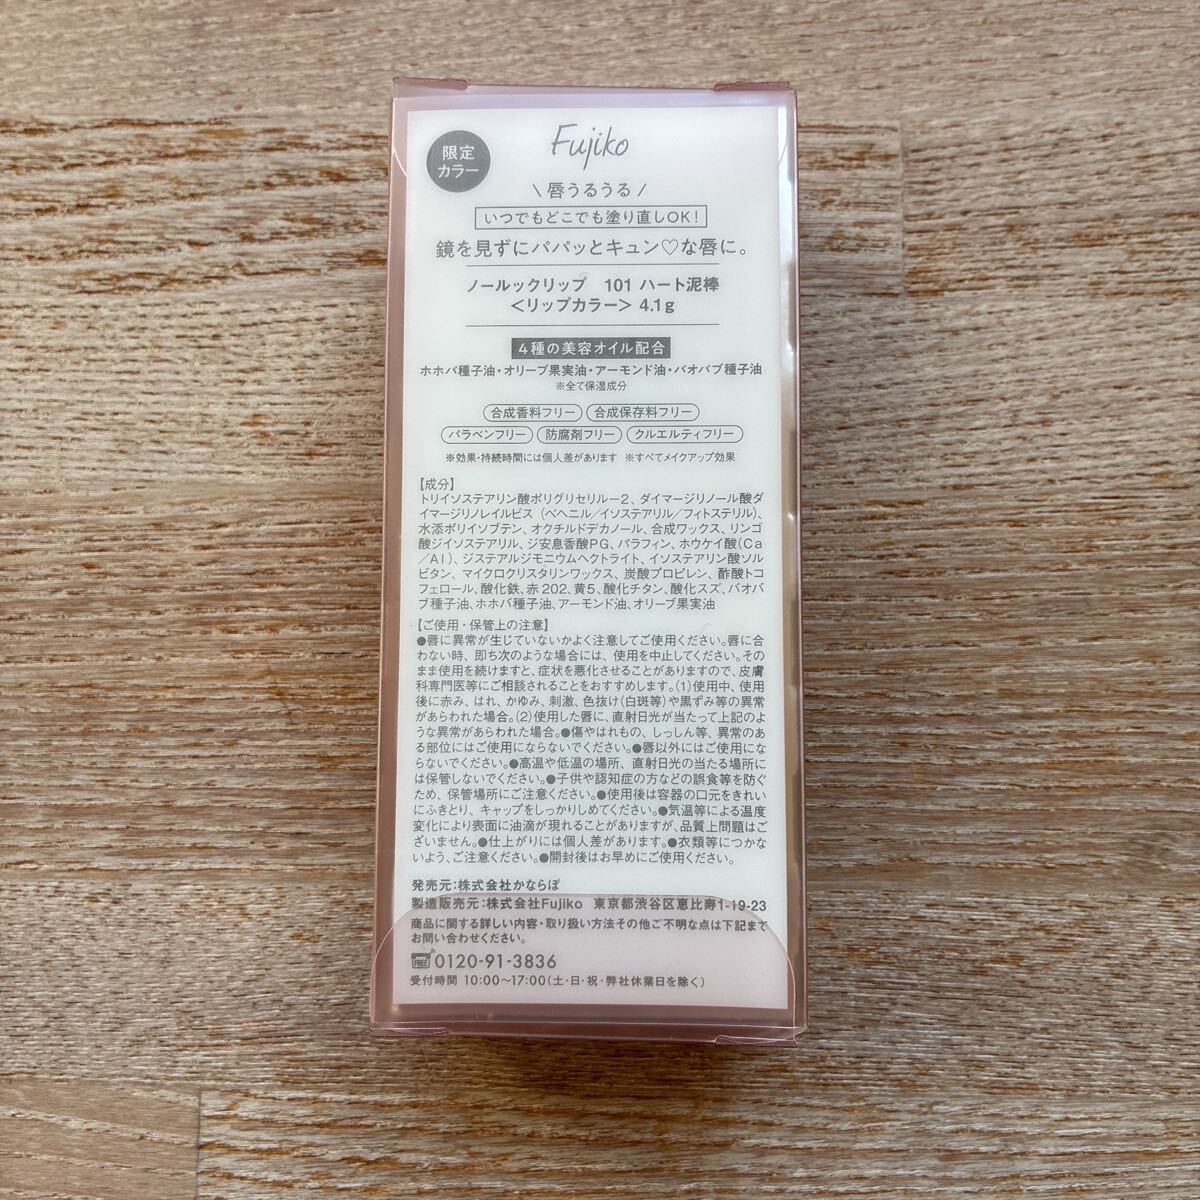 限定
カラー
Fujiko
\ 唇うるうる /
いつでもどこでも塗り直しOK!
鏡を見ずにパパッとキュン♡な唇に。
ノールックリップ 101 ハート泥棒
<リップカラー> 4.1g
4種の美容オイル配合
ホホバ種子油・オリーブ果実油・アーモンド油・バオバブ種子油
※全て保湿成分
合成香料フリー 合成保存料フリー
パラベンフリー 防腐剤フリー クルエルティフリー
※効果・持続時間には個人差があります ※すべてメイクアップ効果
【成分】
トリイソステアリン酸ポリグリセリル-2、ダイマージリノール酸ダ
イマージリノレイルビス(ベヘニル/イソステアリル/フィトステリル)、
水添ポリイソブテン、オクチルドデカノール、合成ワックス、リンゴ
酸ジイソステアリル、ジ安息香酸PG、パラフィン、ホウケイ酸(Ca
/Al)、ジステアルジモニウムヘクトライト、イソステアリン酸ソル
ビタン、マイクロクリスタリンワックス、炭酸プロピレン、酢酸トコ
フェロール、酸化鉄、赤202、黄5、酸化チタン、酸化スズ、バオバ
ブ種子油、ホホバ種子油、アーモンド油、オリーブ果実油
【ご使用・保管上の注意】
●唇に異常が生じていないかよく注意してご使用ください。唇に合
わない時、即ち次のような場合には、使用を中止してください。その
まま使用を続けますと、症状を悪化させることがありますので、皮膚
科専門医等にご相談されることをおすすめします。(1)使用中、使用
後に赤み、はれ、かゆみ、刺激、色抜け(白斑等)や黒ずみ等の異常
があらわれた場合。(2)使用した唇に、直射日光が当たって上記のよ
うな異常があらわれた場合。●傷やはれもの、しっしん等、異常のあ
る部位にはご使用にならないでください。●唇以外にはご使用にな
らないでください。●高温や低温の場所、直射日光の当たる場所に
は保管しないでください。●子供や認知症の方などの誤食等を防ぐ
ため、保管場所にご注意ください。●使用後は容器の口元をきれい
にふきとり、キャップをしっかりしめてください。●気温等による温度
変化により表面に油滴が現れることがありますが、品質上問題はご
ざいません。●仕上がりには個人差があります。●衣類等につかな
いよう、ご注意ください。●開封後はお早めにご使用ください。
発売元:株式会社かならぼ
製造販売元:株式会社Fujiko 東京都渋谷区恵比寿1-19-23
商品に関する詳しい内容・取り扱い方法その他ご不明な点は下記まで
お問い合わせください。
FREE 0120-91-3836
受付時間 10:00〜17:00(土・日・祝・弊社休業日を除く)